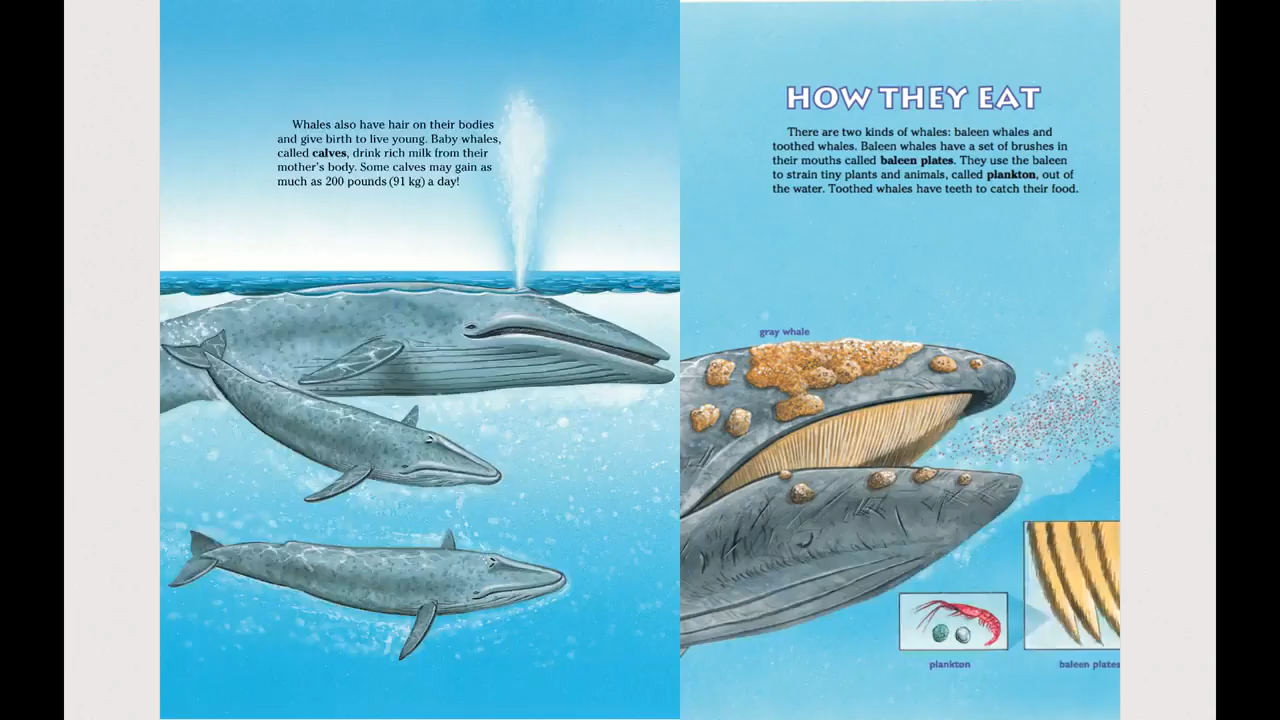 Whales also have hair on their bodies
and give birth to live young. Baby whales,
called calves, drink rich milk from their
mother's body. Some calves may gain as
much as 200 pounds (91 kg) a day!
HOW THEY EAT
There are two kinds of whales: baleen whales and
toothed whales. Baleen whales have a set of brushes in
their mouths called baleen plates. They use the baleen
to strain tiny plants and animals, called plankton, out of
the water. Toothed whales have teeth to catch their food.
gray whale
plankton
baleen plates